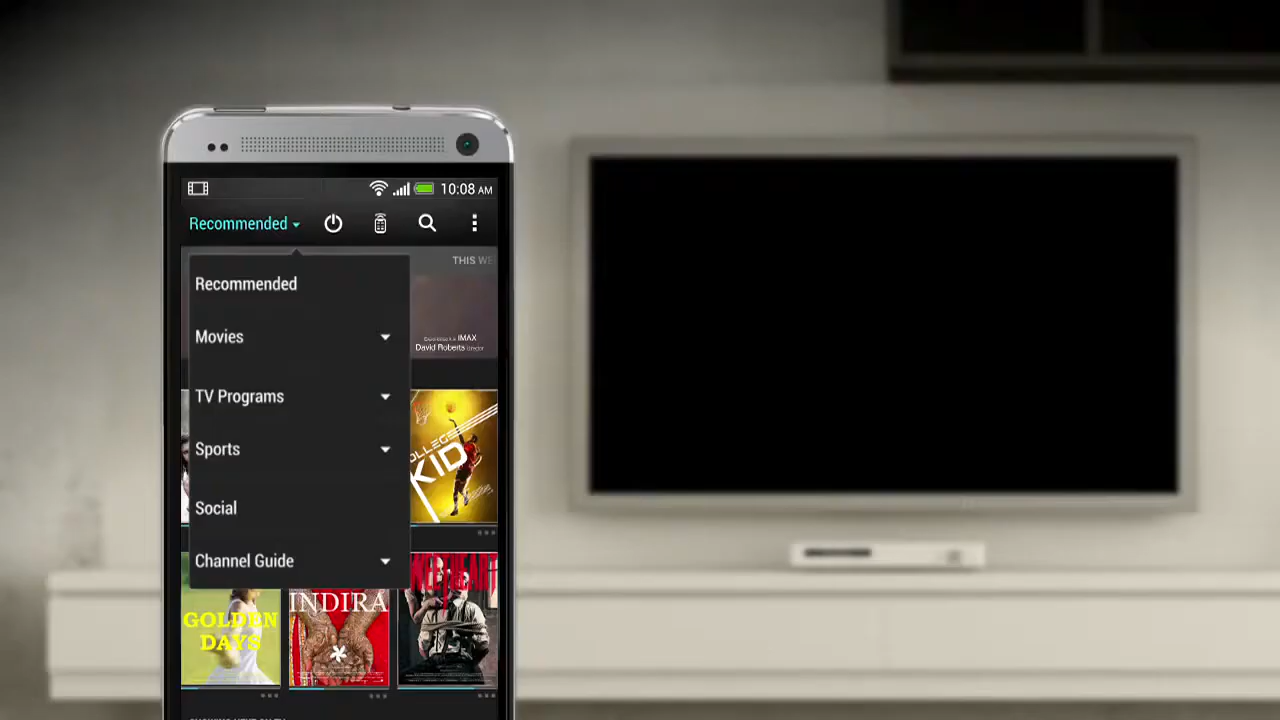 10:08 AM
Recommended
THIS WE
Recommended
Movies
IMAX
David Roberts
TV Programs
COLLEGE
KID
Sports
Social
Channel Guide
GOLDEN
DAYS
INDIRA